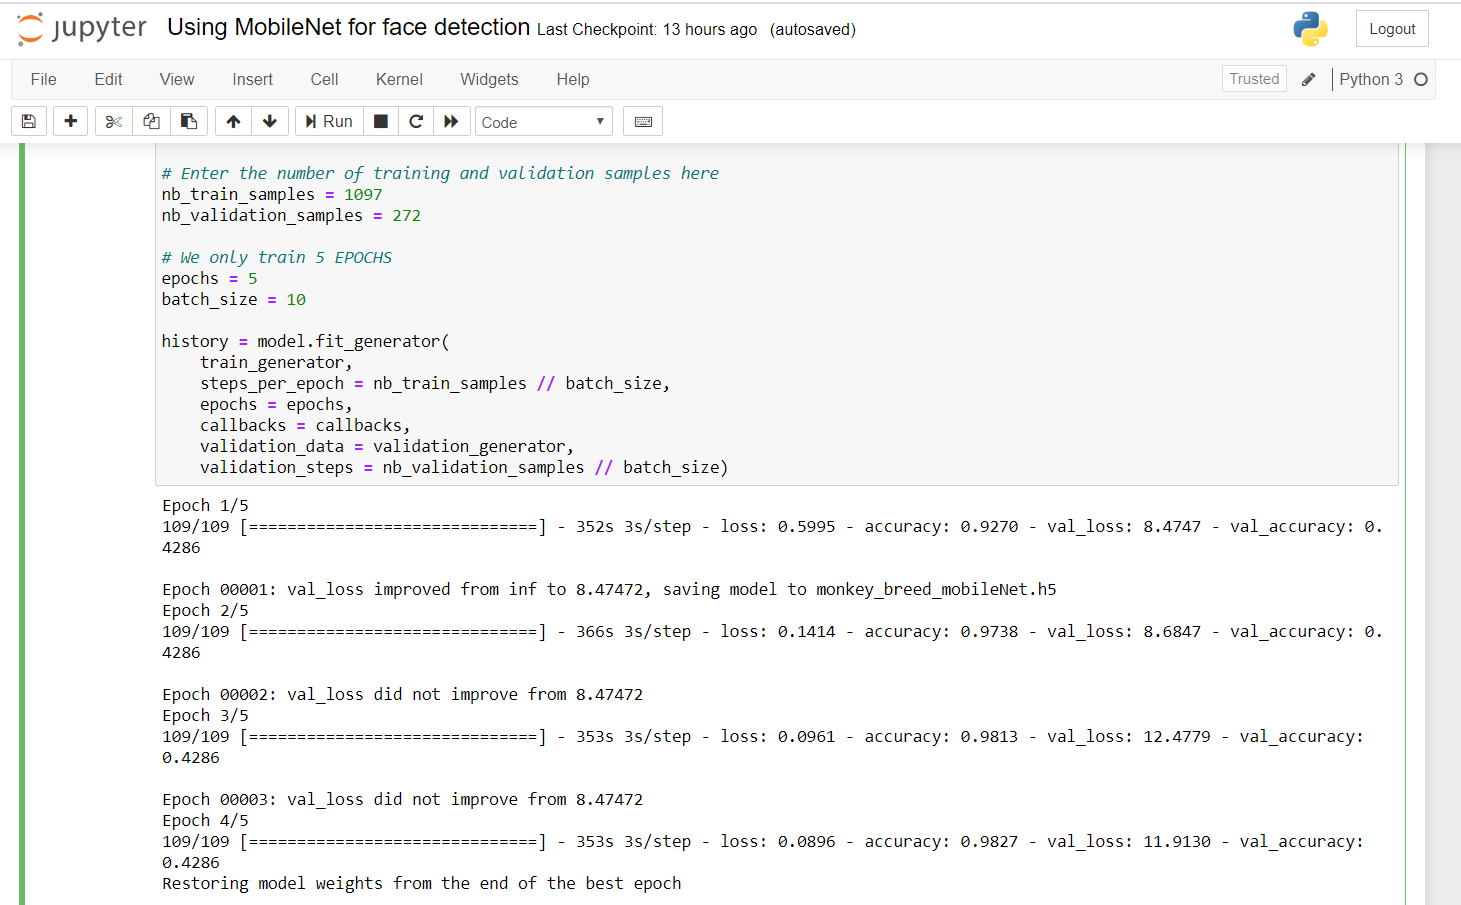 jupyter Using MobileNet for face detection Last Checkpoint: 13 hours ago (autosaved) Logout
File Edit View Insert Cell Kernel Widgets Help Trusted Python 3
Run Code
# Enter the number of training and validation samples here
nb_train_samples = 1097
nb_validation_samples = 272
# We only train 5 EPOCHS
epochs = 5
batch_size = 10
history = model.fit_generator(
    train_generator,
    steps_per_epoch = nb_train_samples // batch_size,
    epochs = epochs,
    callbacks = callbacks,
    validation_data = validation_generator,
    validation_steps = nb_validation_samples // batch_size)
Epoch 1/5
109/109 [==============================] - 352s 3s/step - loss: 0.5995 - accuracy: 0.9270 - val_loss: 8.4747 - val_accuracy: 0.
4286
Epoch 00001: val_loss improved from inf to 8.47472, saving model to monkey_breed_mobileNet.h5
Epoch 2/5
109/109 [==============================] - 366s 3s/step - loss: 0.1414 - accuracy: 0.9738 - val_loss: 8.6847 - val_accuracy: 0.
4286
Epoch 00002: val_loss did not improve from 8.47472
Epoch 3/5
109/109 [==============================] - 353s 3s/step - loss: 0.0961 - accuracy: 0.9813 - val_loss: 12.4779 - val_accuracy:
0.4286
Epoch 00003: val_loss did not improve from 8.47472
Epoch 4/5
109/109 [==============================] - 353s 3s/step - loss: 0.0896 - accuracy: 0.9827 - val_loss: 11.9130 - val_accuracy:
0.4286
Restoring model weights from the end of the best epoch